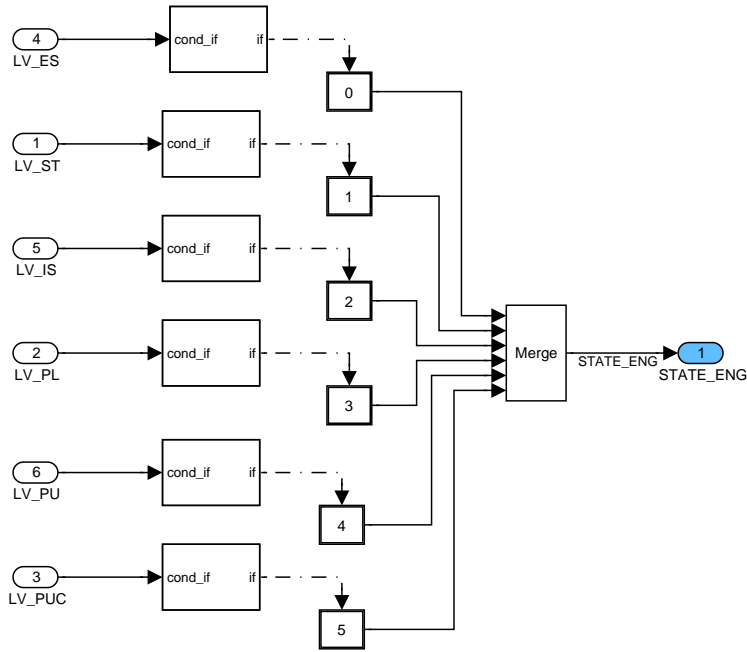 4
LV_ES
cond_if if
0
1
LV_ST
cond_if if
1
5
LV_IS
cond_if if
2
2
LV_PL
cond_if if
3
6
LV_PU
cond_if if
4
3
LV_PUC
cond_if if
5
Merge
STATE_ENG
1
STATE_ENG